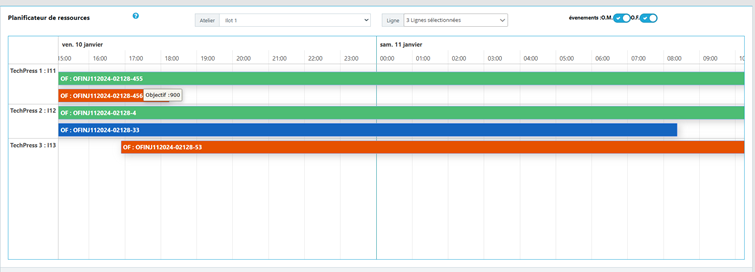 Planificateur de ressources ? Atelier Ilot 1 Ligne 3 Lignes sélectionnées évenements :O.M. O.F.
ven. 10 janvier sam. 11 janvier
15:00 16:00 17:00 18:00 19:00 20:00 21:00 22:00 23:00 00:00 01:00 02:00 03:00 04:00 05:00 06:00 07:00 08:00 09:00 10
TechPress 1 : I11
OF : OFINJ112024-02128-455
OF : OFINJ112024-02128-450 Objectif :900
TechPress 2 : I12
OF : OFINJ112024-02128-4
OF : OFINJ112024-02128-33
TechPress 3 : I13
OF : OFINJ112024-02128-53